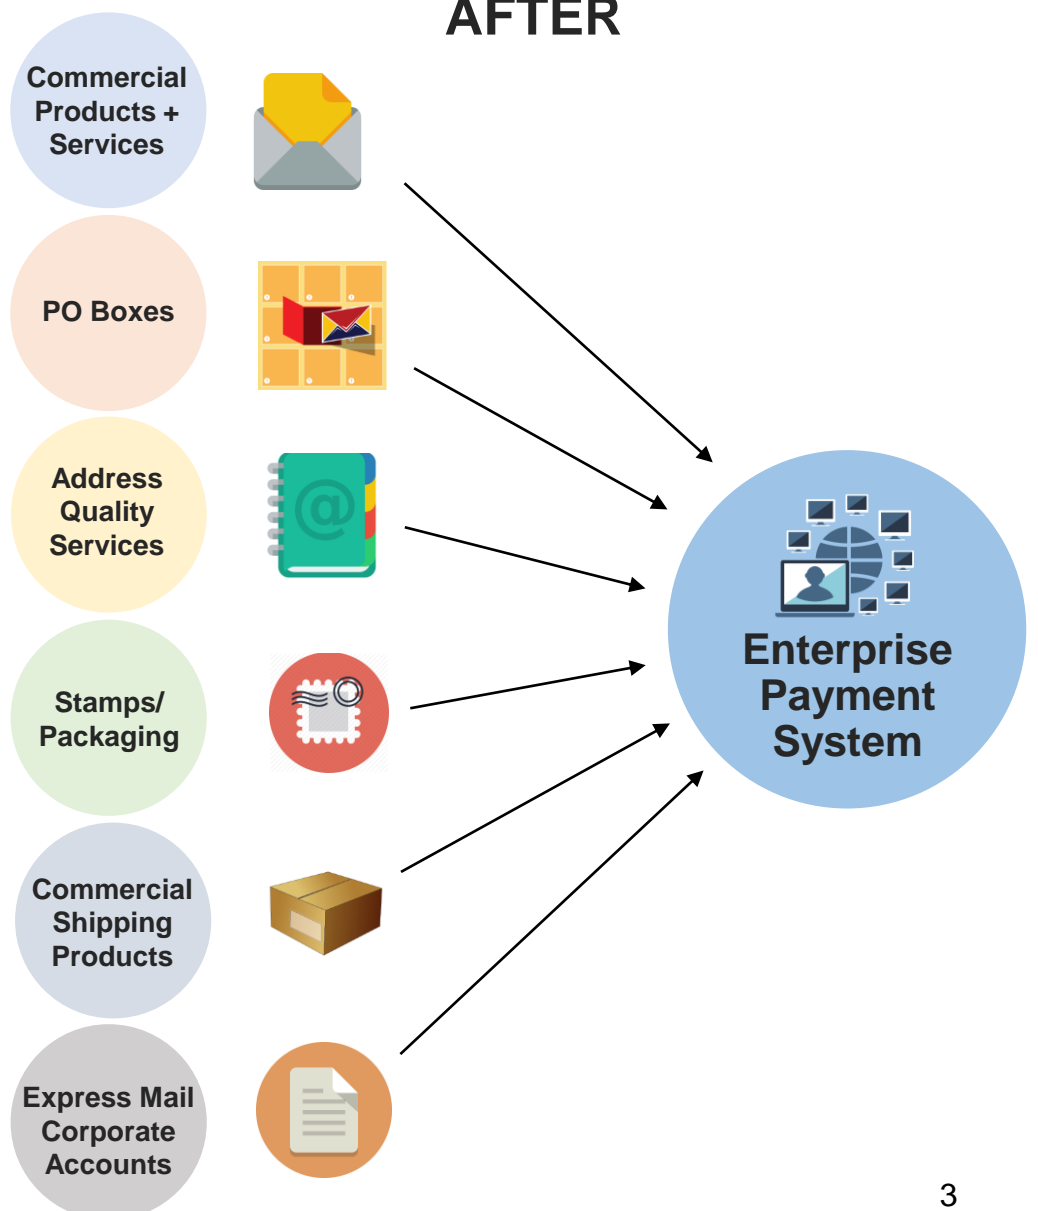 AFTER
Commercial
Products +
Services
PO Boxes
Address
Quality
Services
@
Stamps/
Packaging
Commercial
Shipping
Products
Express Mail
Corporate
Accounts
Enterprise
Payment
System
3